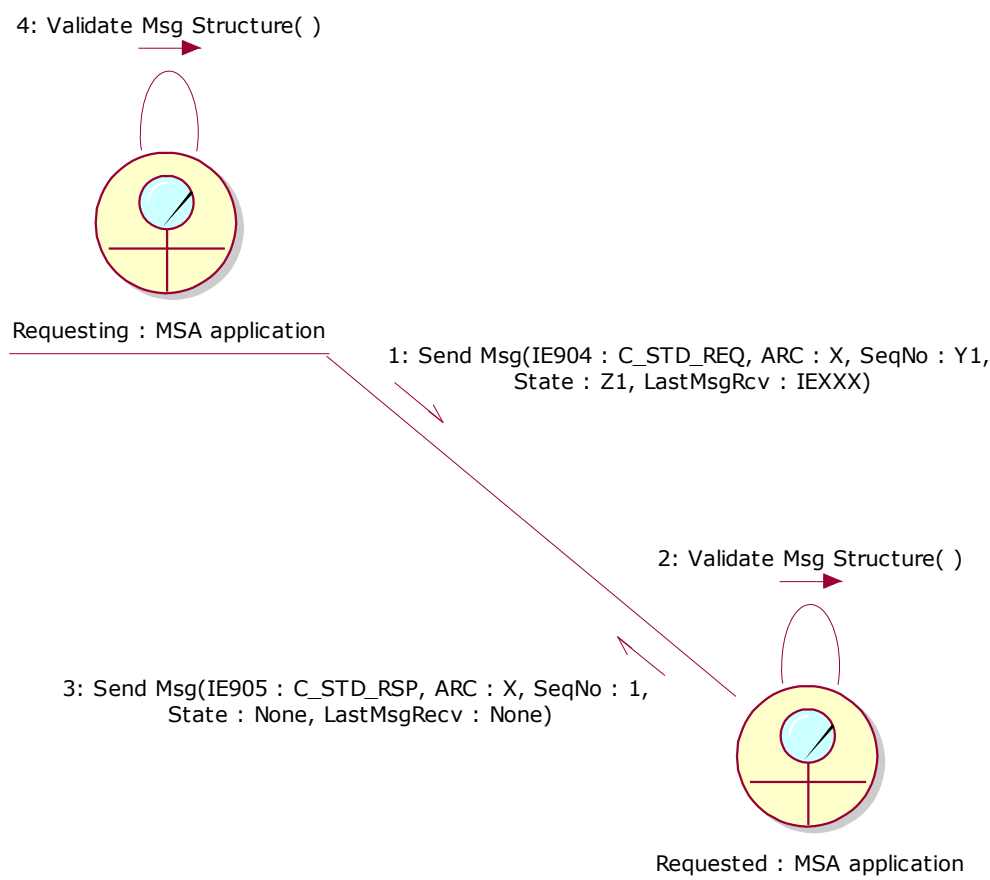 4: Validate Msg Structure( )
Requesting : MSA application
1: Send Msg(IE904 : C_STD_REQ, ARC : X, SeqNo : Y1,
State : Z1, LastMsgRcv : IEXXX)
2: Validate Msg Structure( )
3: Send Msg(IE905 : C_STD_RSP, ARC : X, SeqNo : 1,
State : None, LastMsgRecv : None)
Requested : MSA application